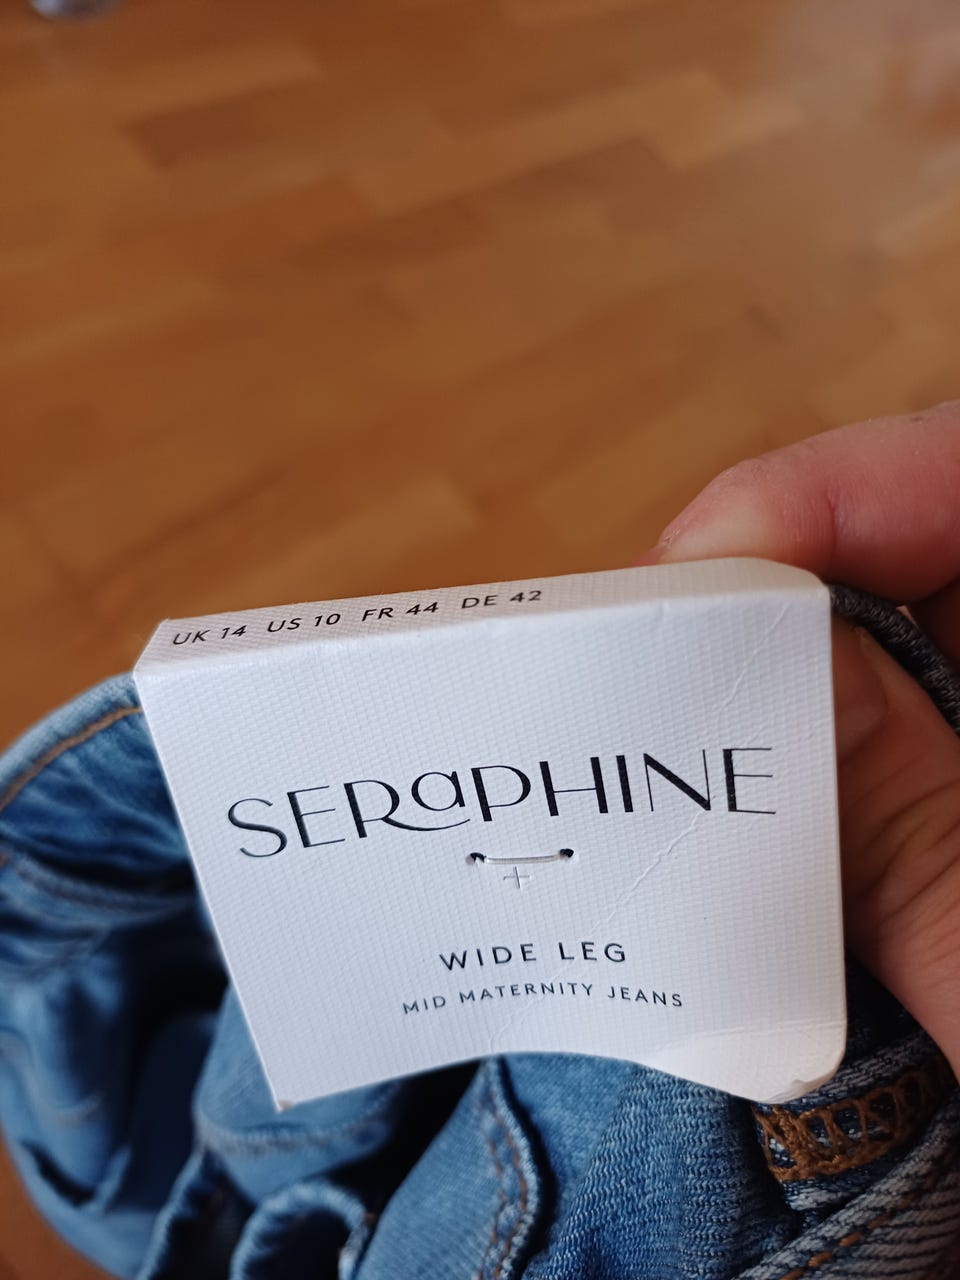 UK 14 US 10 FR 44 DE 42
SERaPHINE
WIDE LEG
MID MATERNITY JEANS